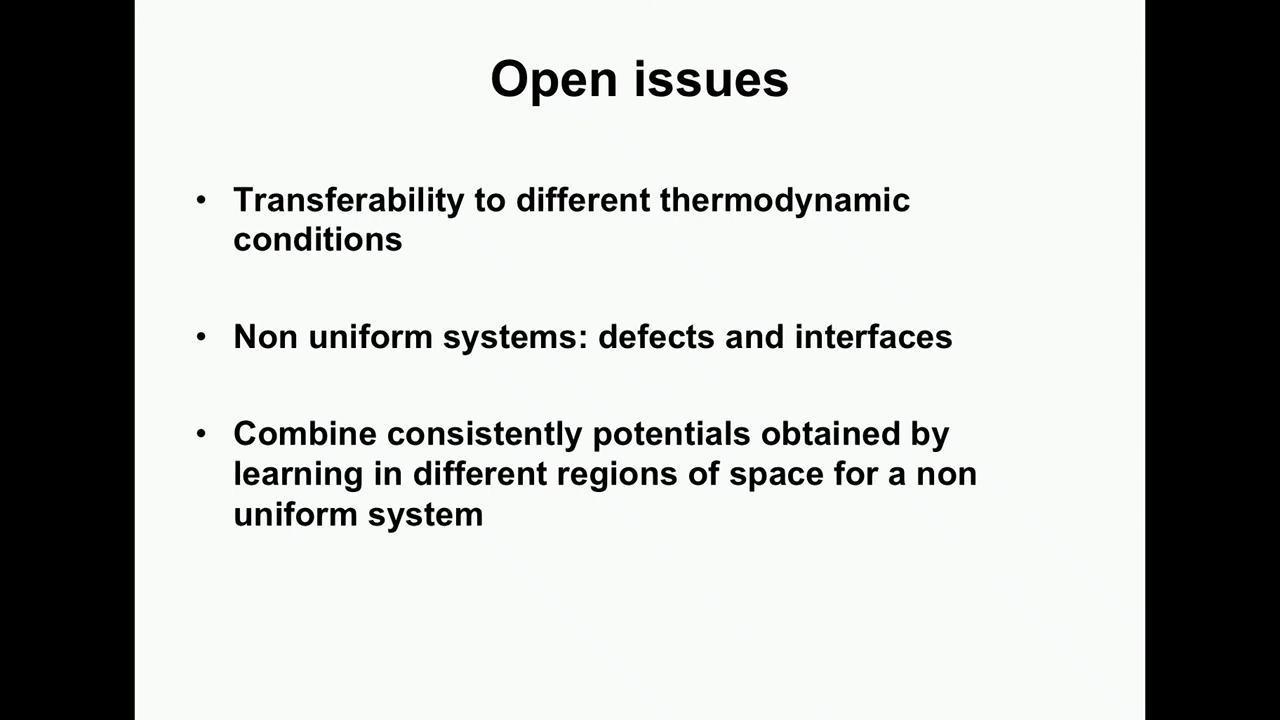 Open issues
• Transferability to different thermodynamic
conditions
• Non uniform systems: defects and interfaces
• Combine consistently potentials obtained by
learning in different regions of space for a non
uniform system